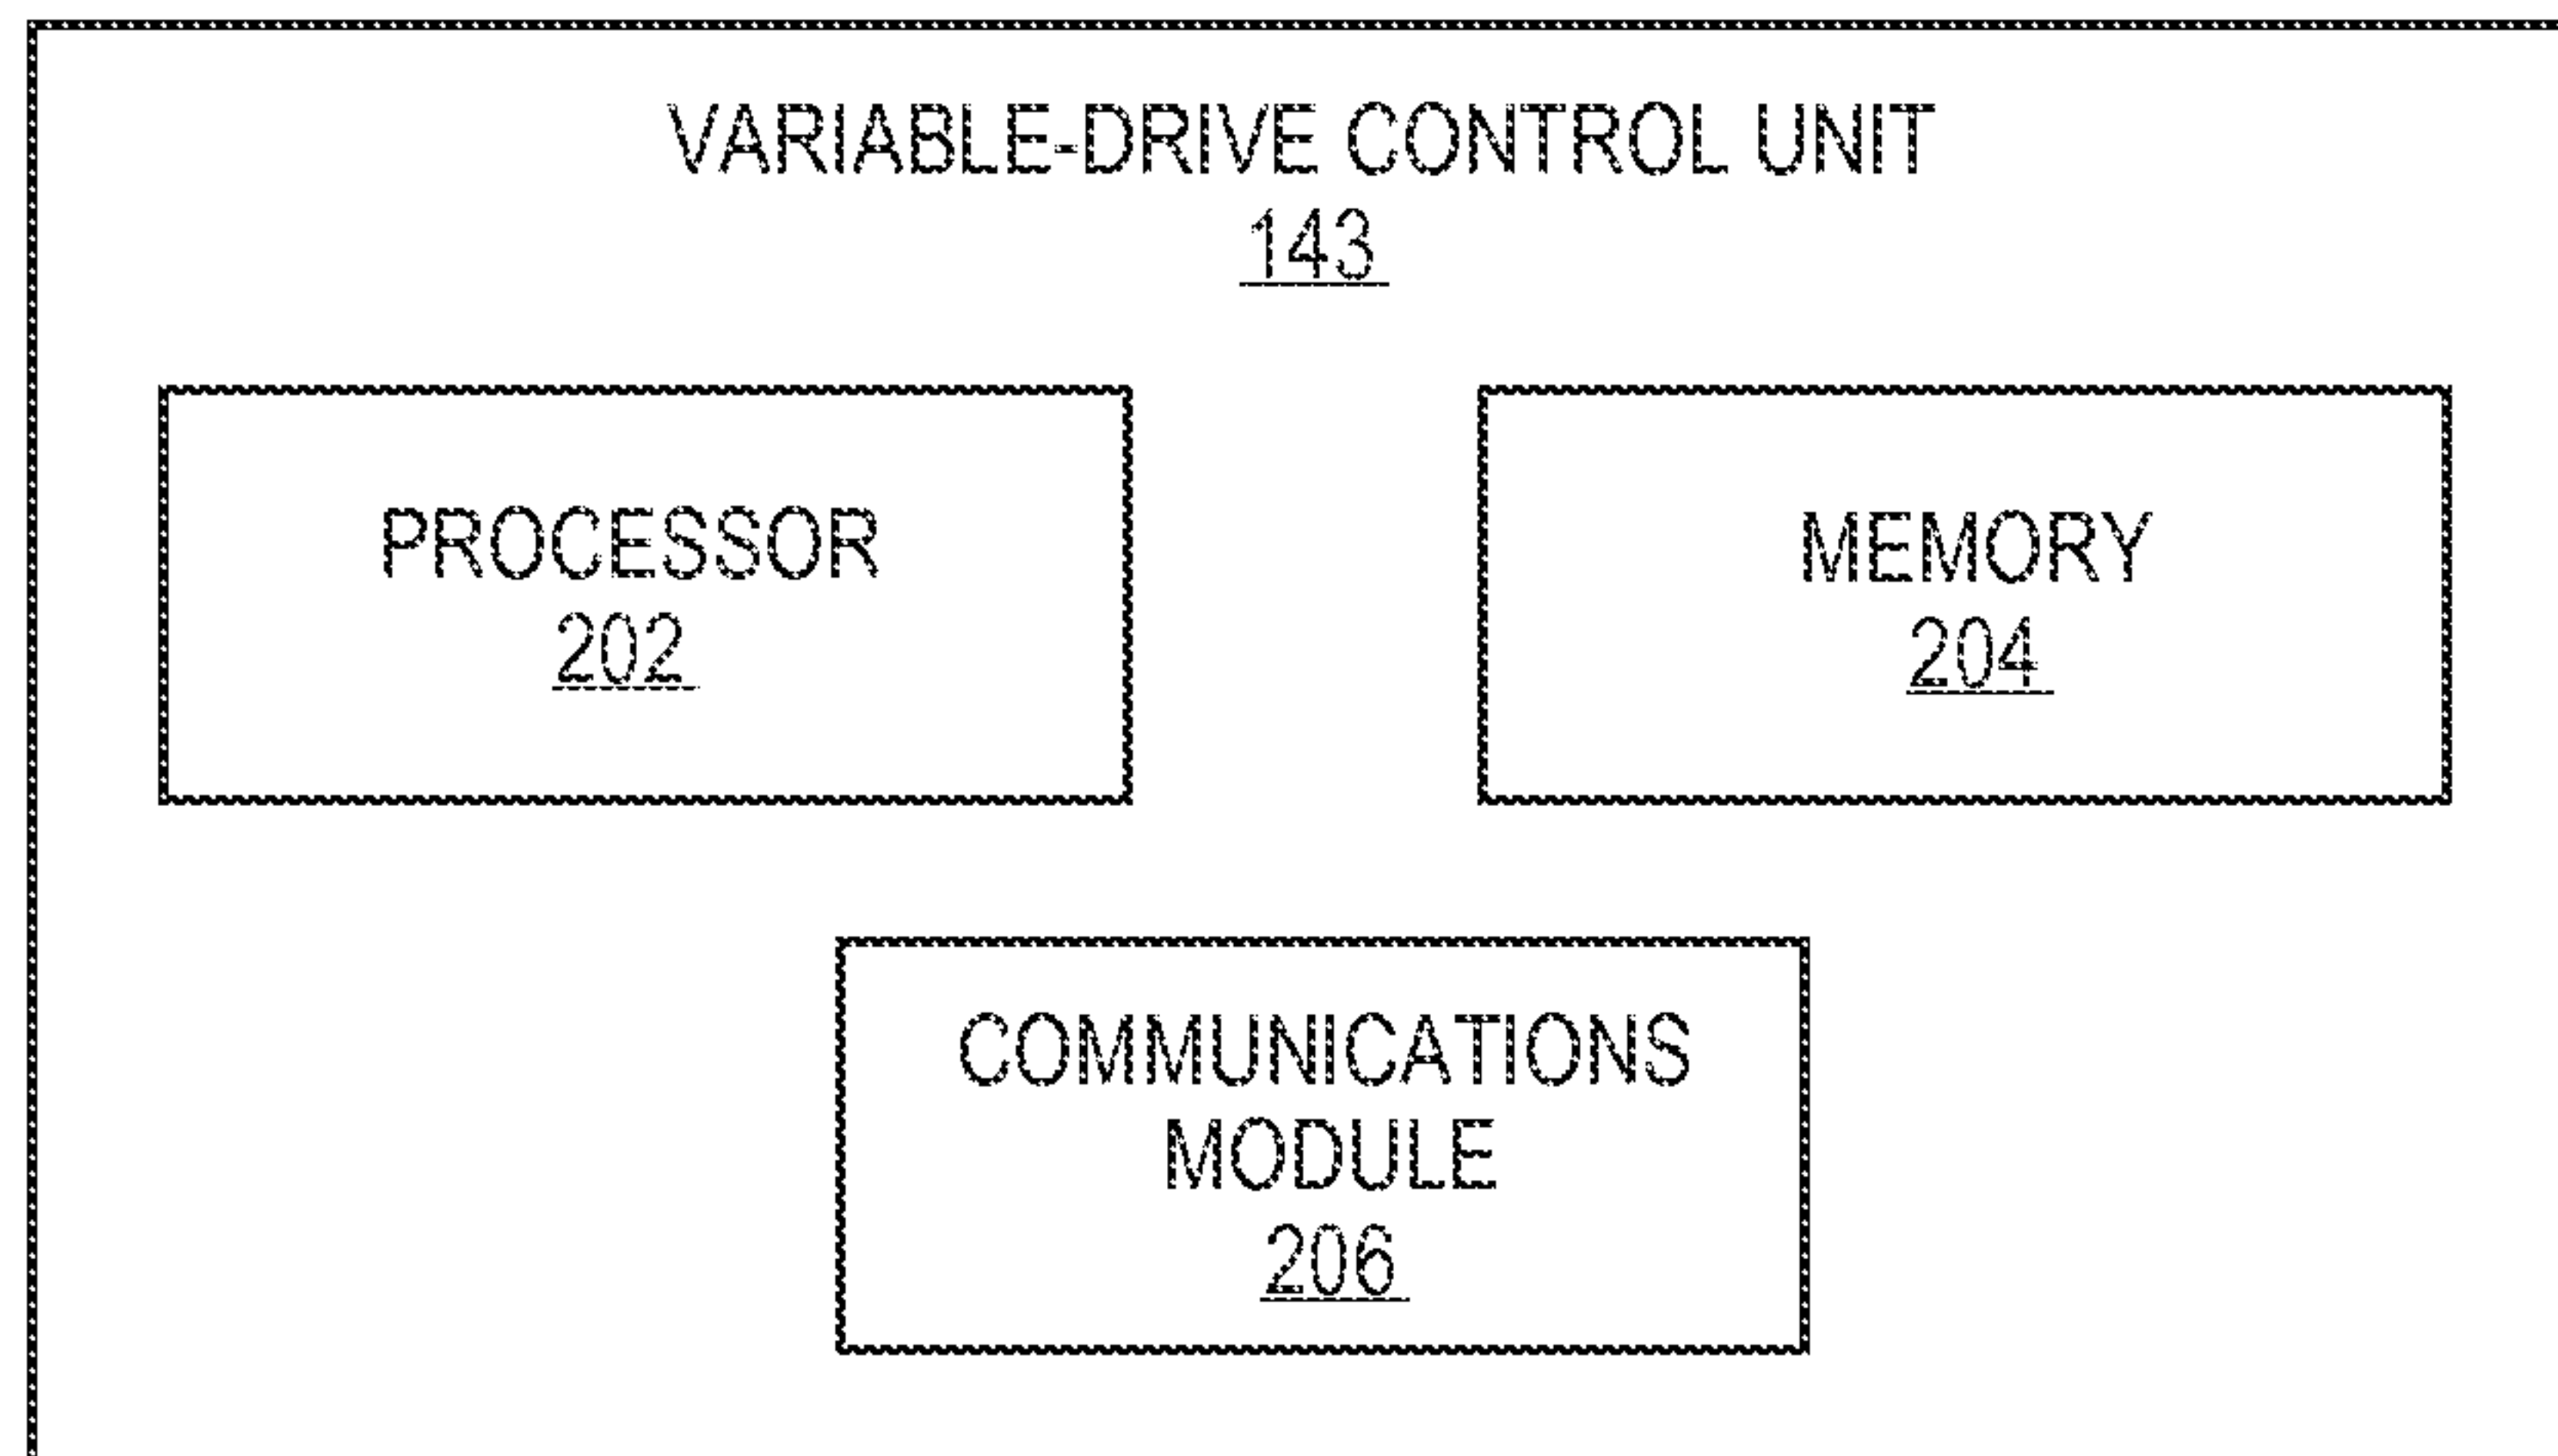 VARIABLE-DRIVE CONTROL UNIT
143
PROCESSOR
202
MEMORY
204
COMMUNICATIONS
MODULE
206